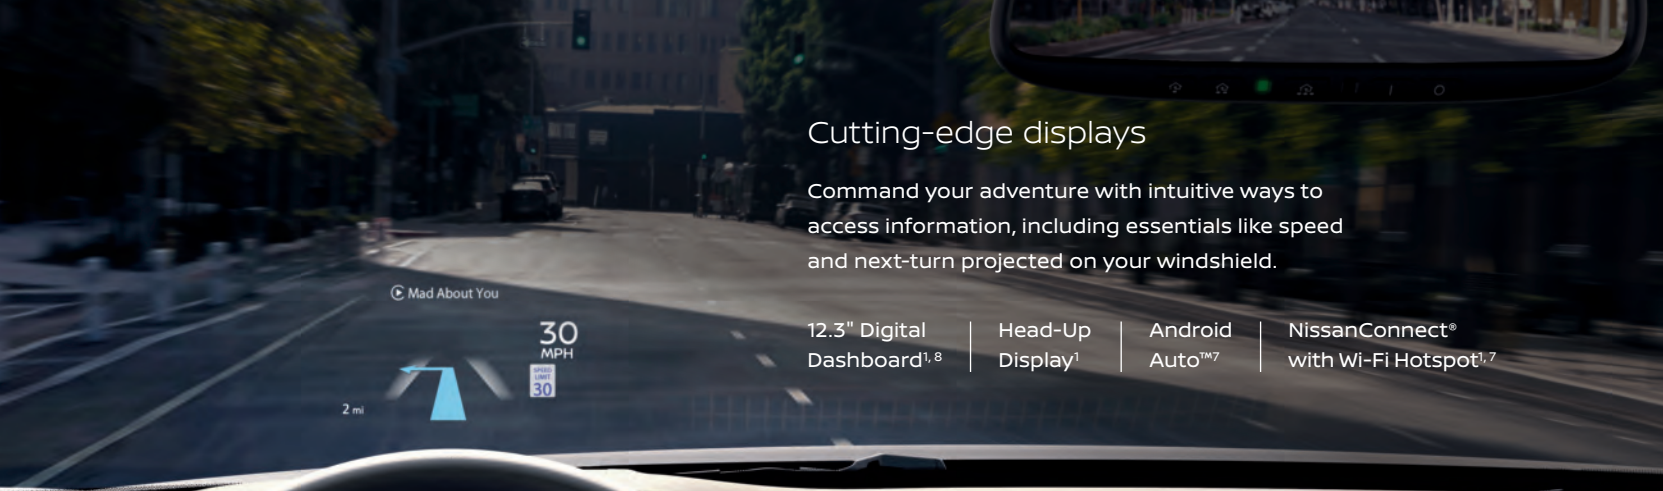 Cutting-edge displays
Command your adventure with intuitive ways to
access information, including essentials like speed
and next-turn projected on your windshield.
12.3" Digital
Dashboard¹,⁸
Head-Up
Display¹
Android
Auto™⁷
NissanConnect®
with Wi-Fi Hotspot¹,⁷
Mad About You
30
MPH
SPEED
LIMIT
30
2 mi